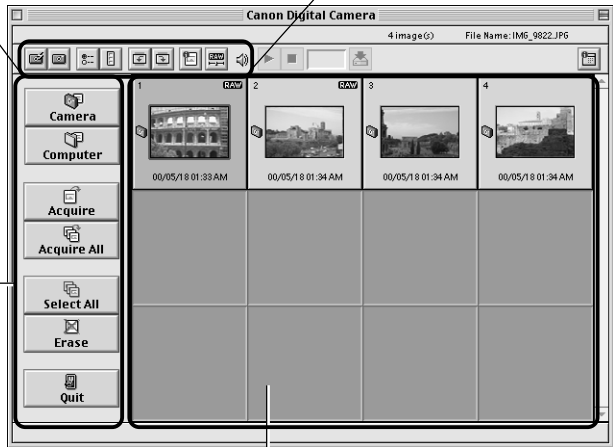 Canon Digital Camera
4 image(s) File Name: IMG_9822.JPG
RAW
Camera
Computer
Acquire
Acquire All
Select All
Erase
Quit
1 RAW
00/05/18 01:33 AM
2 RAW
00/05/18 01:34 AM
3
00/05/18 01:34 AM
4
00/05/18 01:34 AM